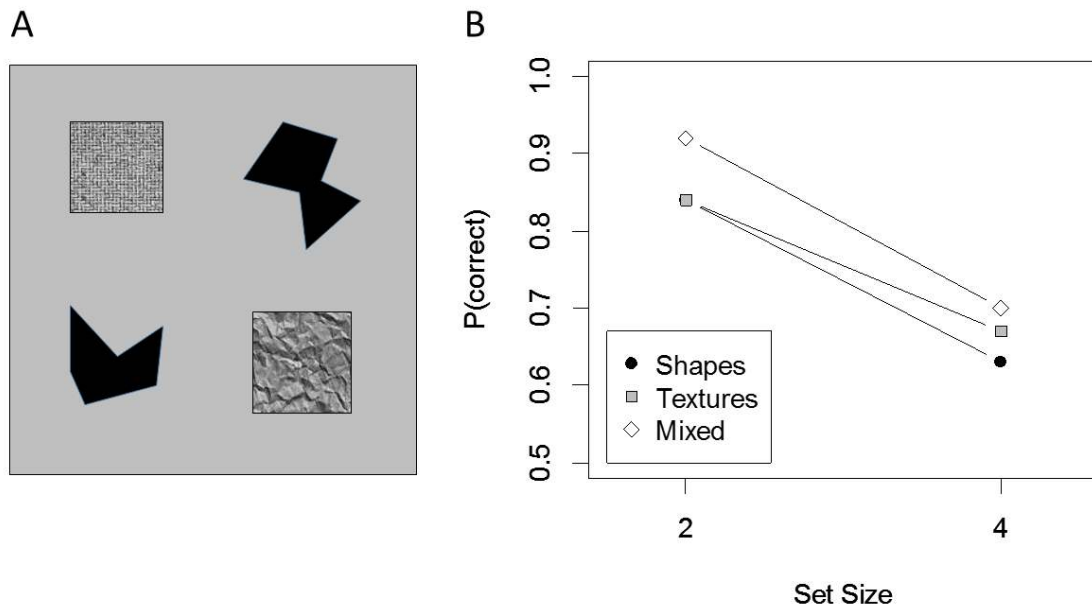 A
B
P(correct)
1.0
0.9
0.8
0.7
0.6
0.5
Shapes
Textures
Mixed
2
4
Set Size